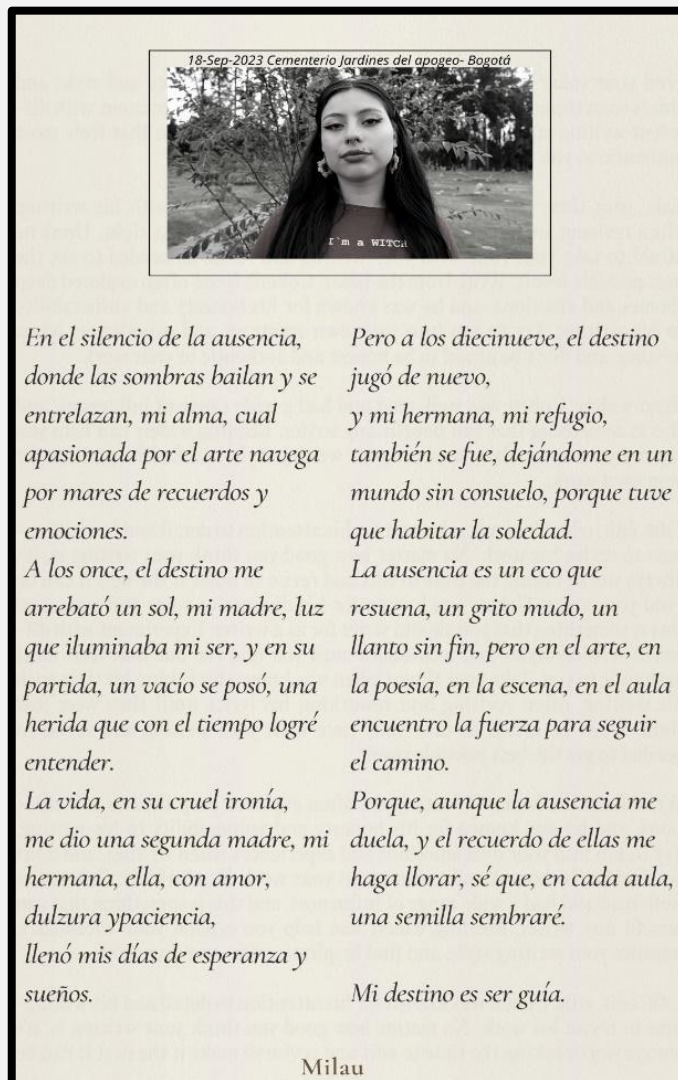 18-Sep-2023 Cementerio Jardines del apogeo- Bogotá
I`m a WITCH
En el silencio de la ausencia,
donde las sombras bailan y se
entrelazan, mi alma, cual
apasionada por el arte navega
por mares de recuerdos y
emociones.
A los once, el destino me
arrebató un sol, mi madre, luz
que iluminaba mi ser, y en su
partida, un vacío se posó, una
herida que con el tiempo logré
entender.
La vida, en su cruel ironía,
me dio una segunda madre, mi
hermana, ella, con amor,
dulzura ypaciencia,
llenó mis días de esperanza y
sueños.
Pero a los diecinueve, el destino
jugó de nuevo,
y mi hermana, mi refugio,
también se fue, dejándome en un
mundo sin consuelo, porque tuve
que habitar la soledad.
La ausencia es un eco que
resuena, un grito mudo, un
llanto sin fin, pero en el arte, en
la poesía, en la escena, en el aula
encuentro la fuerza para seguir
el camino.
Porque, aunque la ausencia me
duela, y el recuerdo de ellas me
haga llorar, sé que, en cada aula,
una semilla sembraré.
Mi destino es ser guía.
Milau